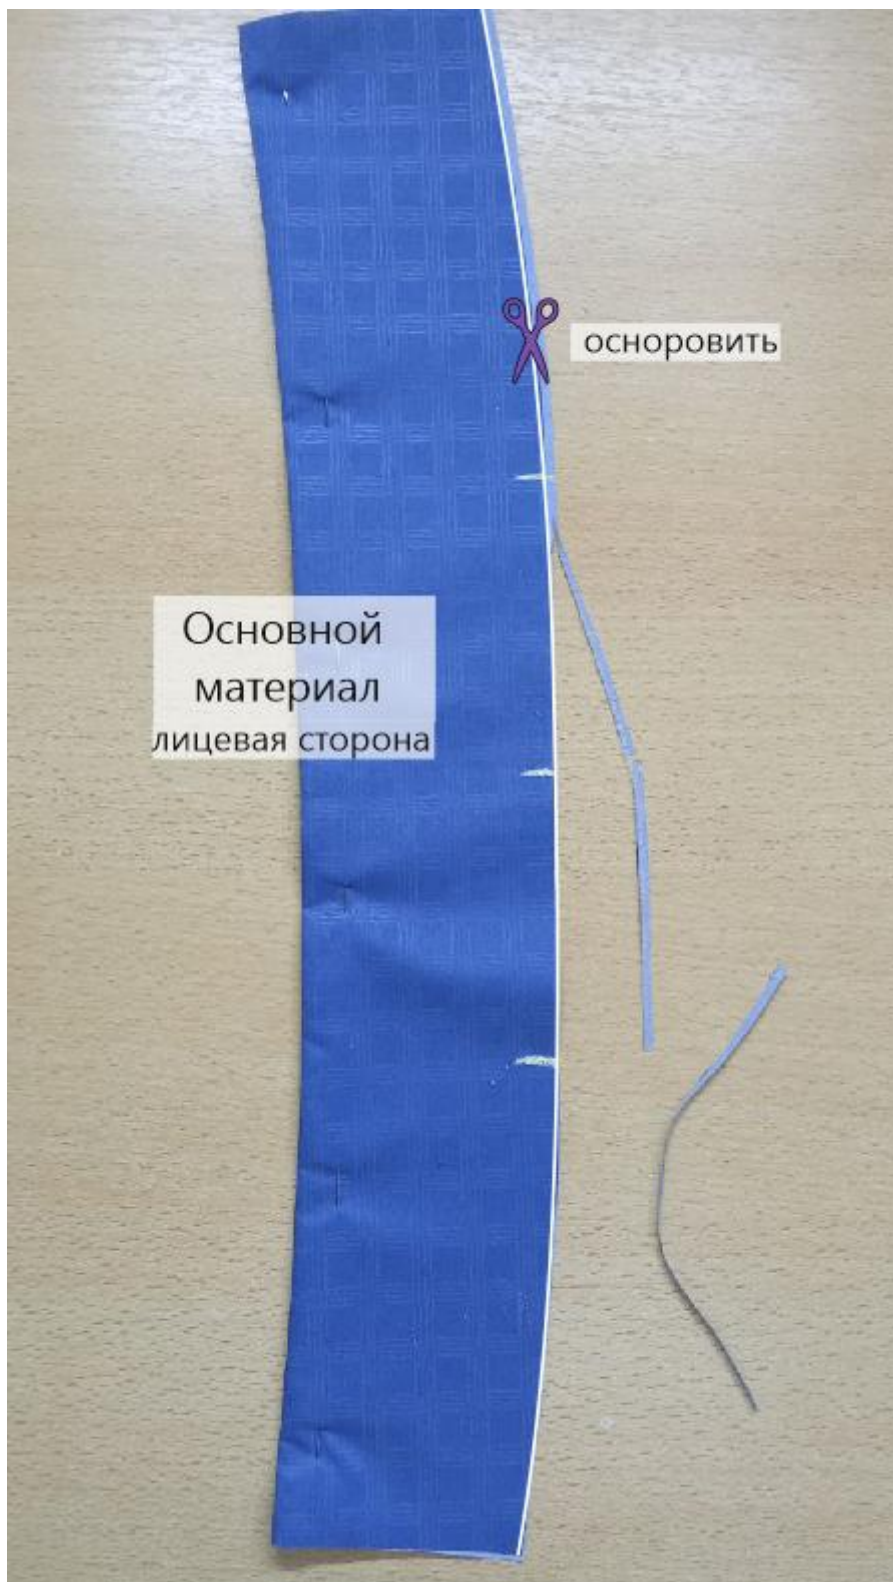 осноровить
Основной
материал
лицевая сторона